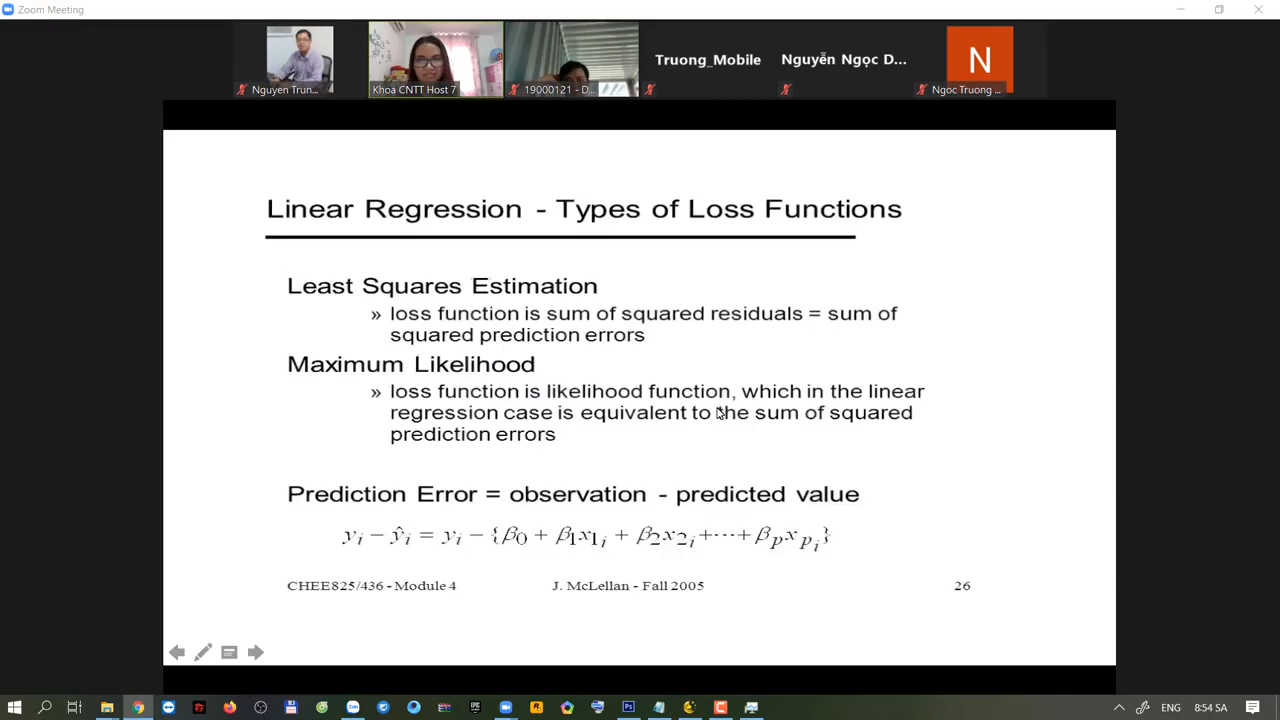 Zoom Meeting
Nguyen Trun...
Khoa CNTT Host 7
19000121 - D...
Truong_Mobile
Nguyễn Ngọc D...
N
Ngoc Truong ...
Linear Regression - Types of Loss Functions
Least Squares Estimation
» loss function is sum of squared residuals = sum of
squared prediction errors
Maximum Likelihood
» loss function is likelihood function, which in the linear
regression case is equivalent to the sum of squared
prediction errors
Prediction Error = observation - predicted value
yᵢ − ŷᵢ = yᵢ − {β₀ + β₁x₁ᵢ + β₂x₂ᵢ +···+ βₚxₚᵢ}
CHEE825/436 - Module 4
J. McLellan - Fall 2005
26
ENG
8:54 SA